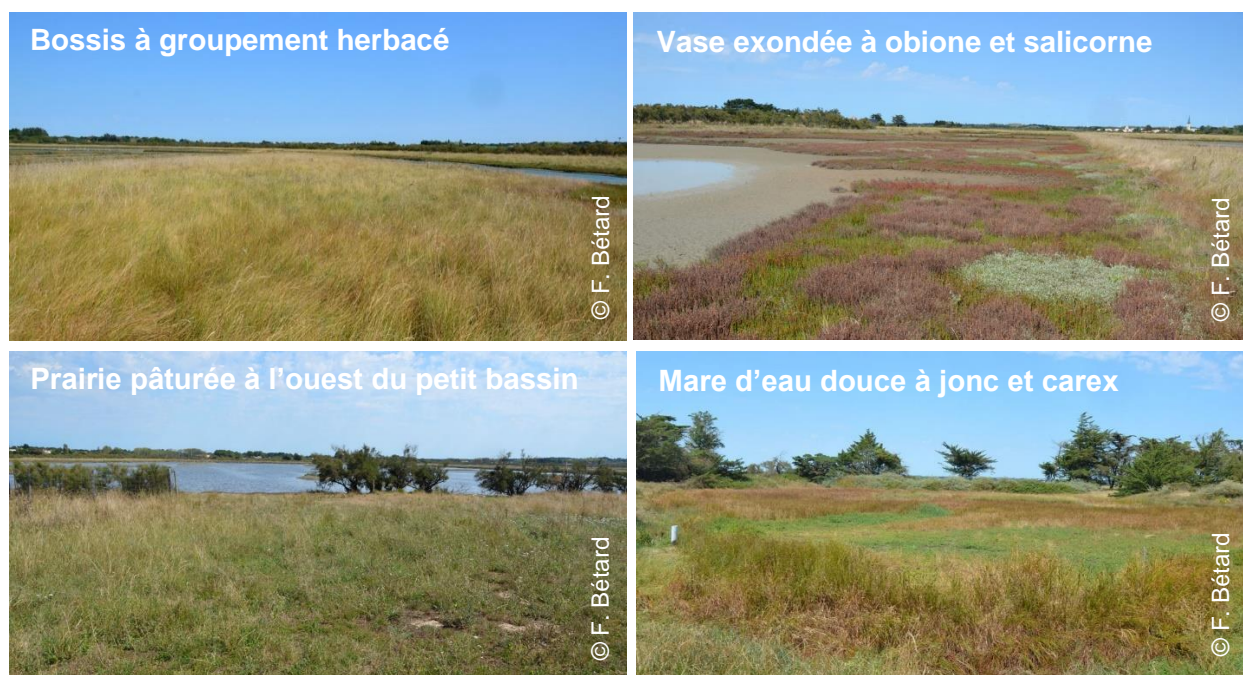 Bossis à groupement herbacé
© F. Bétard
Vase exondée à obione et salicorne
© F. Bétard
Prairie pâturée à l’ouest du petit bassin
© F. Bétard
Mare d’eau douce à jonc et carex
© F. Bétard